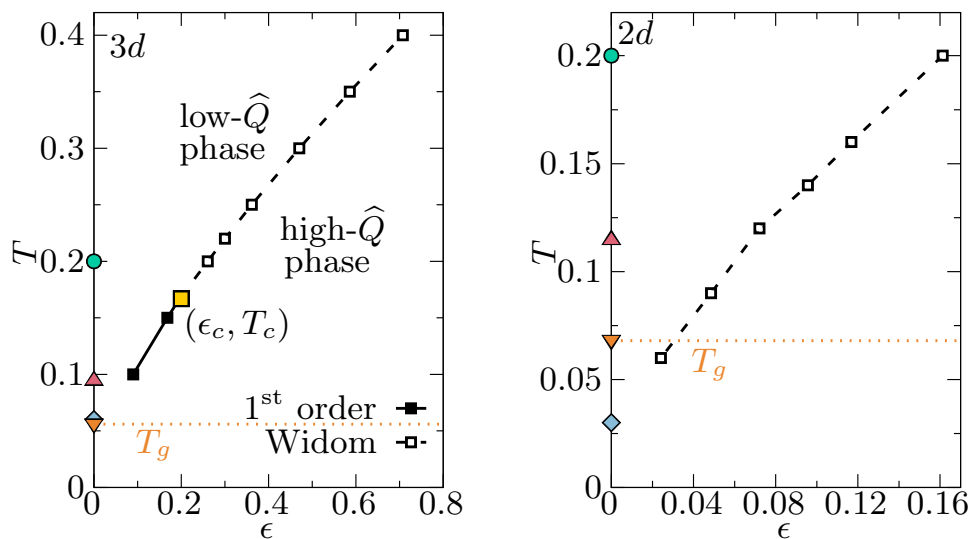 3d
0.4
0.3
0.2
0.1
0
T
low-Q̂
phase
high-Q̂
phase
(ϵc, Tc)
1st order
Widom
Tg
0 0.2 0.4 0.6 0.8
ϵ
2d
0.2
0.15
0.1
0.05
0
T
Tg
0 0.04 0.08 0.12 0.16
ϵ